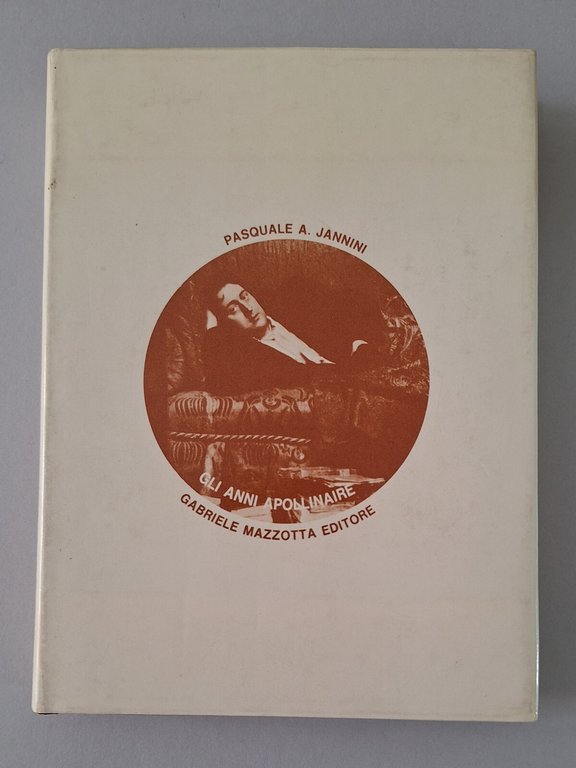 PASQUALE A. JANNINI
GLI ANNI APOLLINAIRE
GABRIELE MAZZOTTA EDITORE